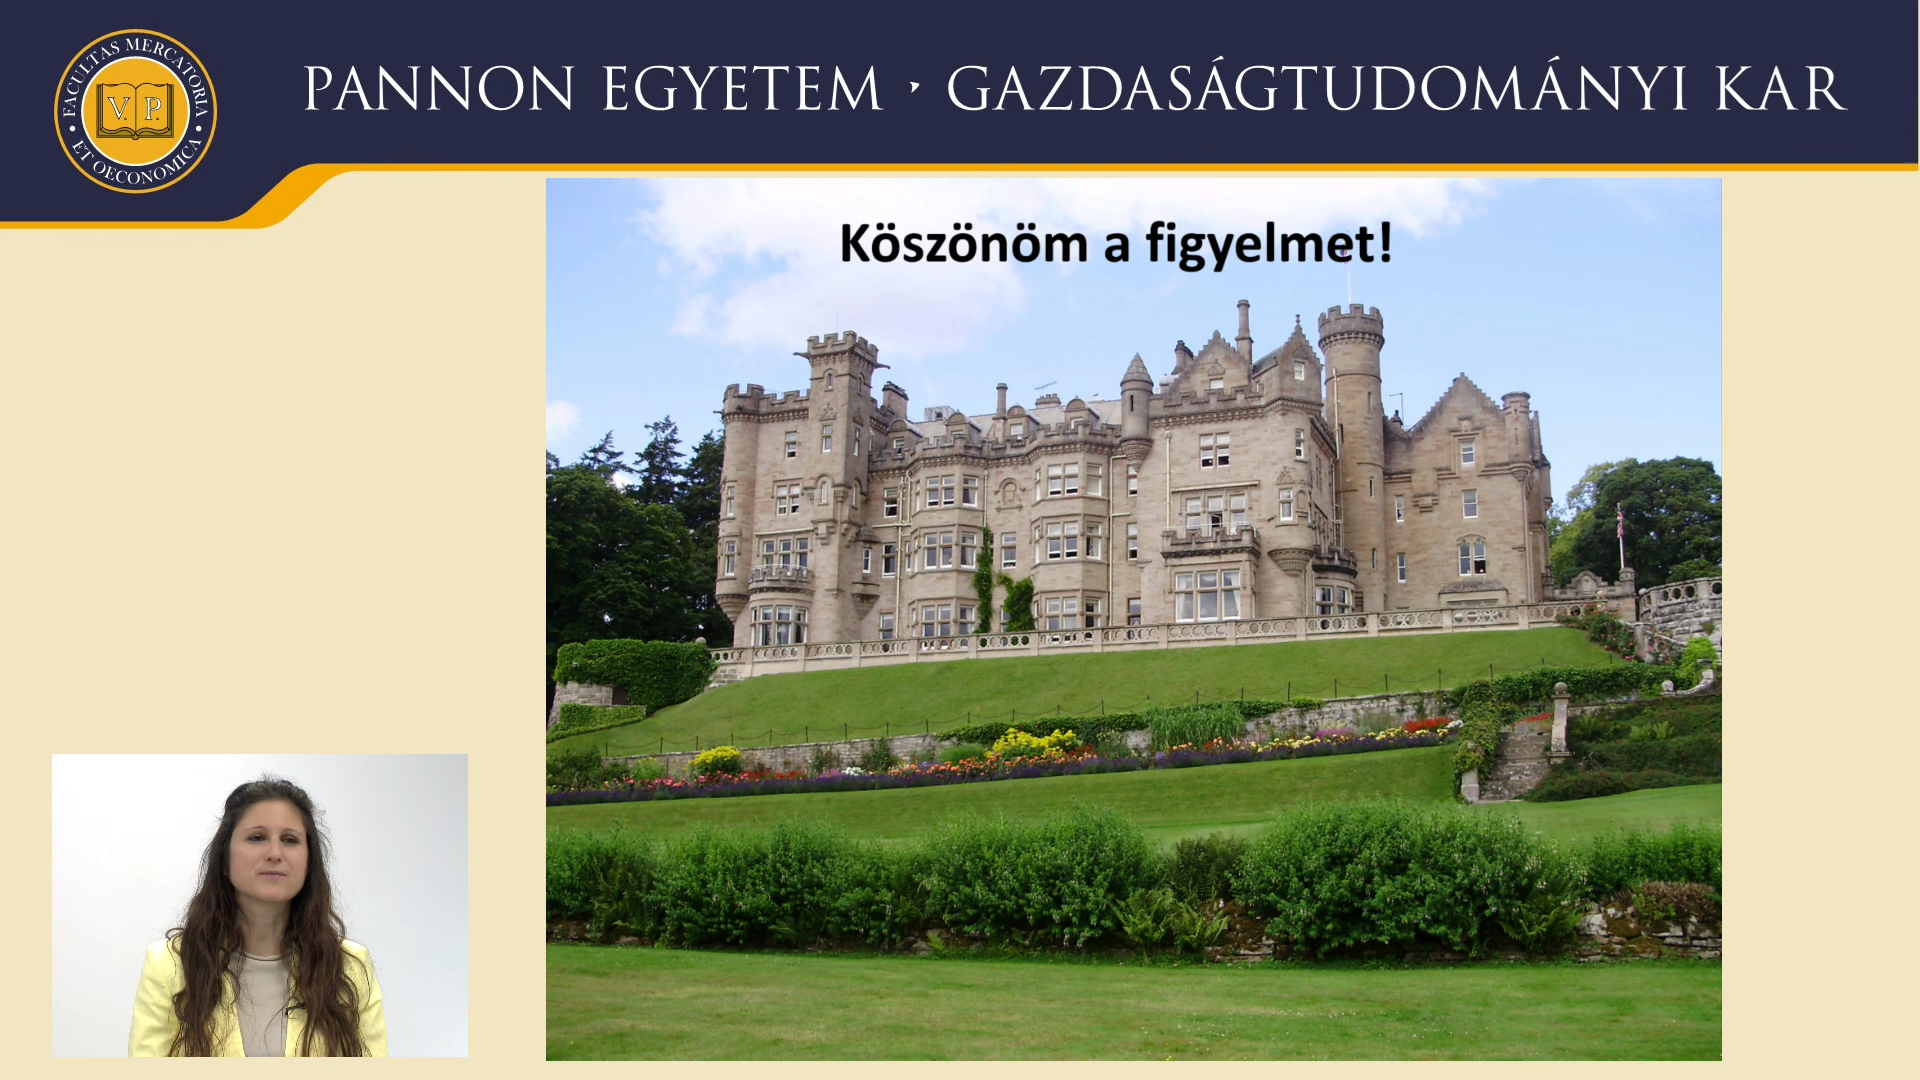 FACULTAS MERCATORIA
ET OECONOMICA
V. P.
PANNON EGYETEM · GAZDASÁGTUDOMÁNYI KAR
Köszönöm a figyelmet!